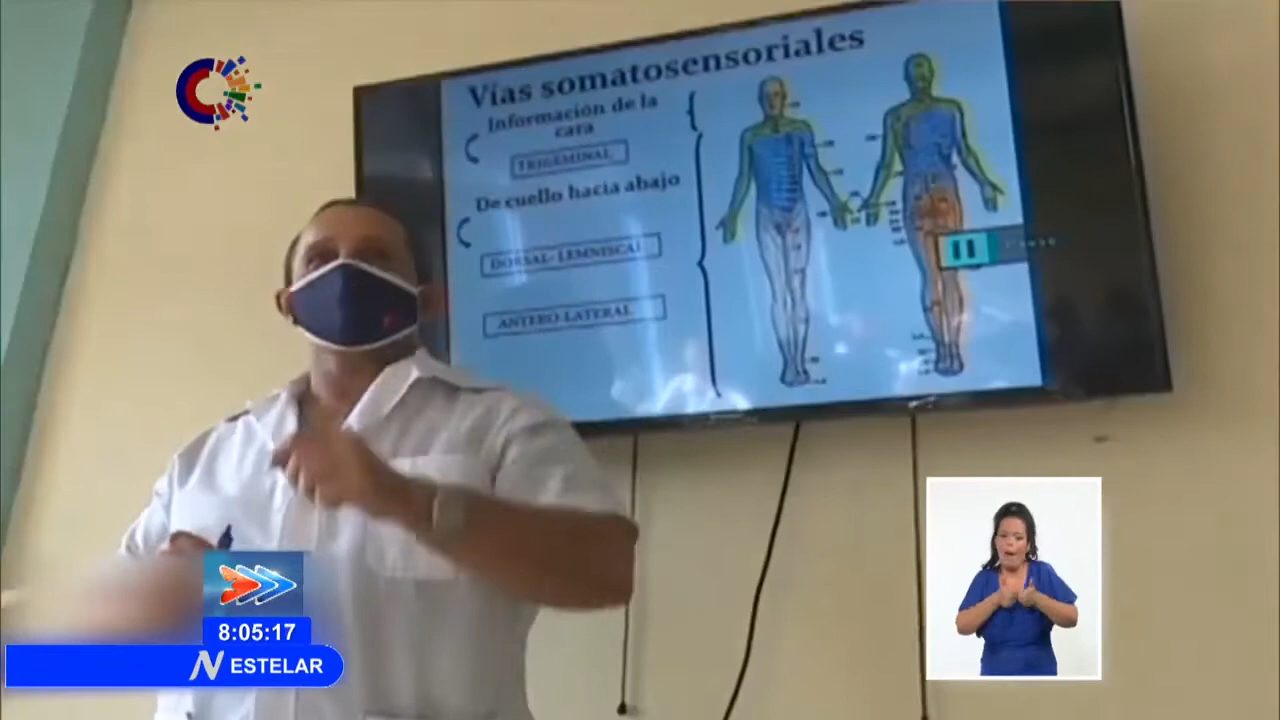 Vías somatosensoriales
Información de la
cara
TRIGEMINAL
De cuello hacia abajo
DORSAL- LEMNISCAL
ANTERO-LATERAL
8:05:17
N ESTELAR